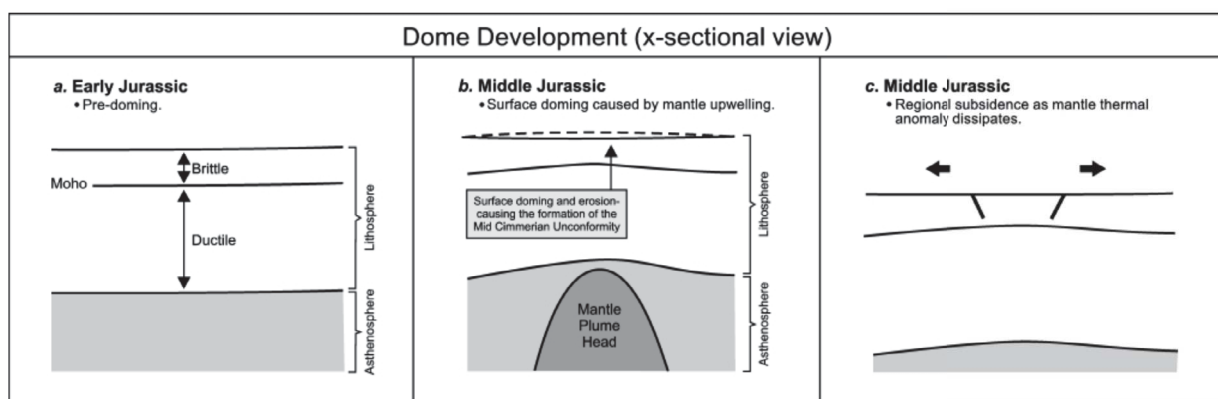 Dome Development (x-sectional view)
a. Early Jurassic
• Pre-doming.
Brittle
Moho
Ductile
Lithosphere
Asthenosphere
b. Middle Jurassic
• Surface doming caused by mantle upwelling.
Surface doming and erosion-
causing the formation of the
Mid Cimmerian Unconformity
Mantle
Plume
Head
Lithosphere
Asthenosphere
c. Middle Jurassic
• Regional subsidence as mantle thermal
anomaly dissipates.